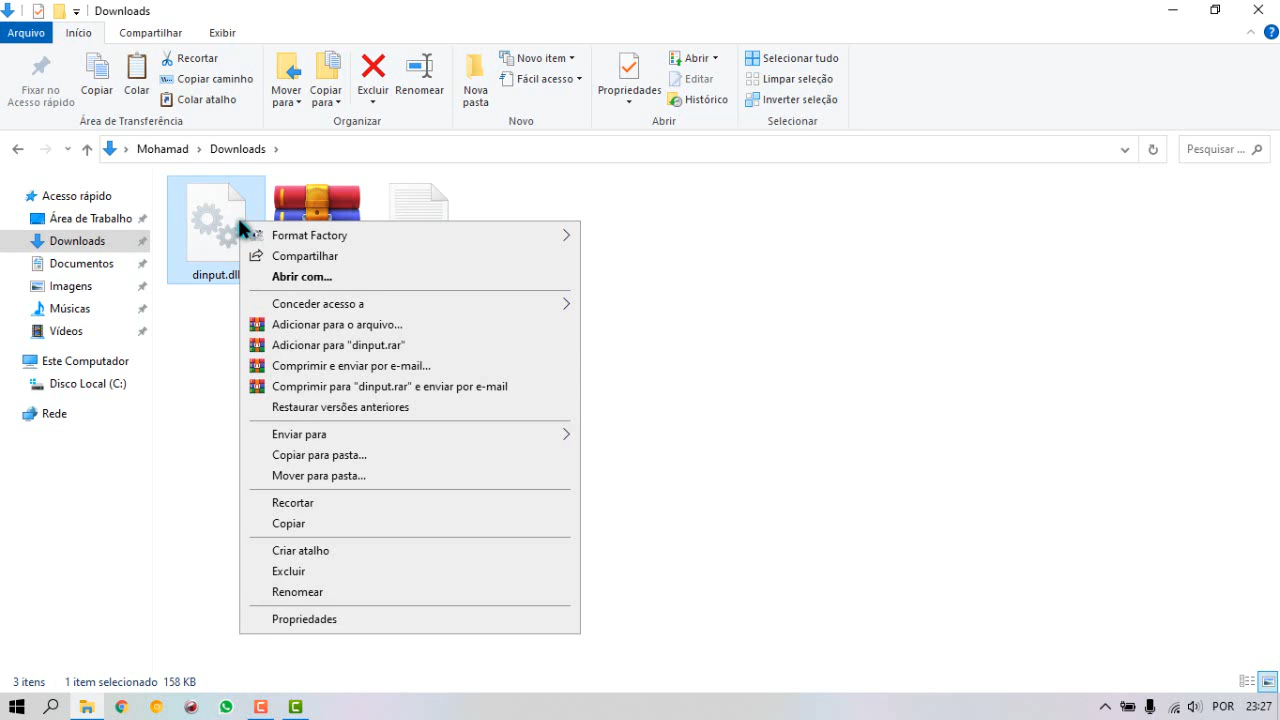 Downloads
Arquivo Início Compartilhar Exibir
Fixar no Acesso rápido
Copiar
Colar
Recortar
Copiar caminho
Colar atalho
Mover para
Copiar para
Excluir
Renomear
Nova pasta
Novo item
Fácil acesso
Propriedades
Abrir
Editar
Histórico
Selecionar tudo
Limpar seleção
Inverter seleção
Área de Transferência Organizar Novo Abrir Selecionar
Mohamad Downloads Pesquisar ...
Acesso rápido
Área de Trabalho
Downloads
Documentos
Imagens
Músicas
Vídeos
Este Computador
Disco Local (C:)
Rede
dinput.dll
Format Factory
Compartilhar
Abrir com...
Conceder acesso a
Adicionar para o arquivo...
Adicionar para "dinput.rar"
Comprimir e enviar por e-mail...
Comprimir para "dinput.rar" e enviar por e-mail
Restaurar versões anteriores
Enviar para
Copiar para pasta...
Mover para pasta...
Recortar
Copiar
Criar atalho
Excluir
Renomear
Propriedades
3 itens 1 item selecionado 158 KB
POR 23:27